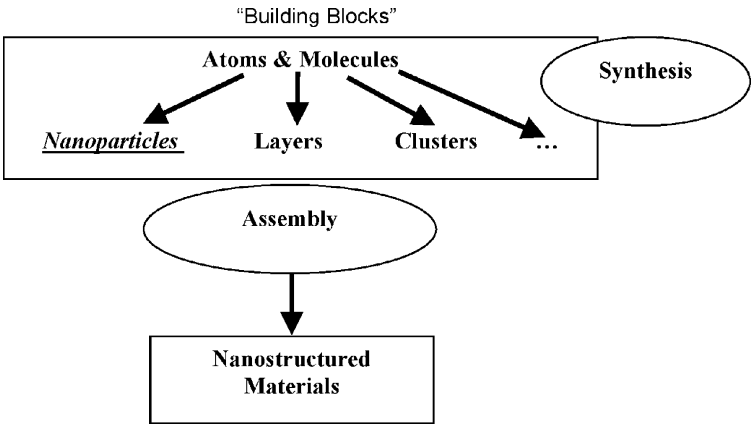 “Building Blocks”
Atoms & Molecules
Synthesis
Nanoparticles
Layers
Clusters
...
Assembly
Nanostructured
Materials